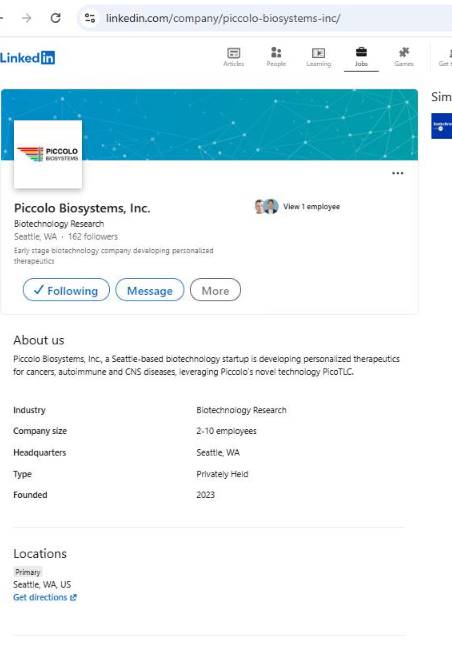 linkedin.com/company/piccolo-biosystems-inc/
Linked in
Articles
People
Learning
Jobs
Games
Sim
PICCOLO
BIOSYSTEMS
Piccolo Biosystems, Inc.
View 1 employee
Biotechnology Research
Seattle, WA · 162 followers
Early stage biotechnology company developing personalized
therapeutics
Following
Message
More
About us
Piccolo Biosystems, Inc., a Seattle-based biotechnology startup is developing personalized therapeutics
for cancers, autoimmune and CNS diseases, leveraging Piccolo's novel technology PicoTLC.
Industry Biotechnology Research
Company size 2-10 employees
Headquarters Seattle, WA
Type Privately Held
Founded 2023
Locations
Primary
Seattle, WA, US
Get directions